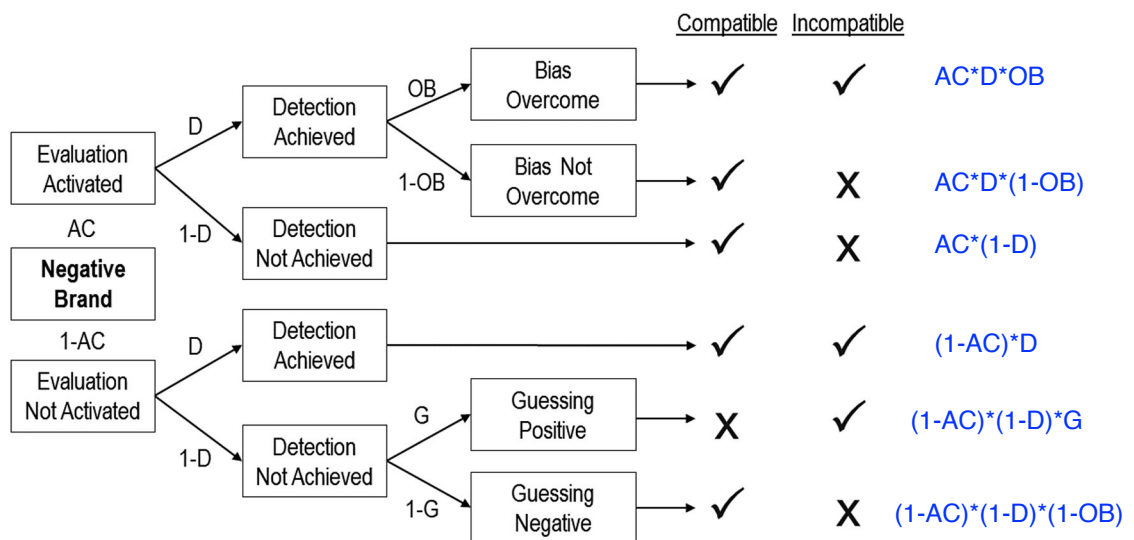 Compatible Incompatible
OB
Bias
Overcome
✓ ✓
AC*D*OB
D
Detection
Achieved
Evaluation
Activated
1-OB
Bias Not
Overcome
✓ X
AC*D*(1-OB)
AC
1-D
Detection
Not Achieved
✓ X
AC*(1-D)
Negative
Brand
1-AC
D
Detection
Achieved
✓ ✓
(1-AC)*D
Evaluation
Not Activated
G
Guessing
Positive
X ✓
(1-AC)*(1-D)*G
1-D
Detection
Not Achieved
1-G
Guessing
Negative
✓ X
(1-AC)*(1-D)*(1-OB)